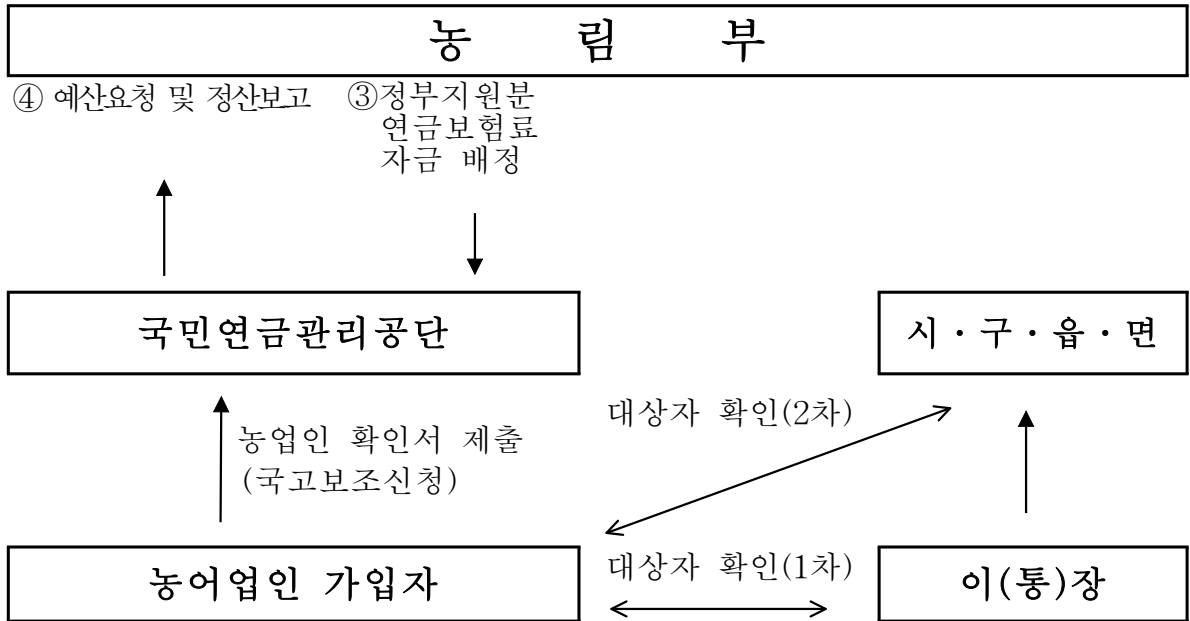 농 림 부
④ 예산요청 및 정산보고 ③정부지원분
연금보험료
자금 배정
국민연금관리공단
시・구・읍・면
대상자 확인(2차)
농업인 확인서 제출
(국고보조신청)
농어업인 가입자
대상자 확인(1차)
이(통)장